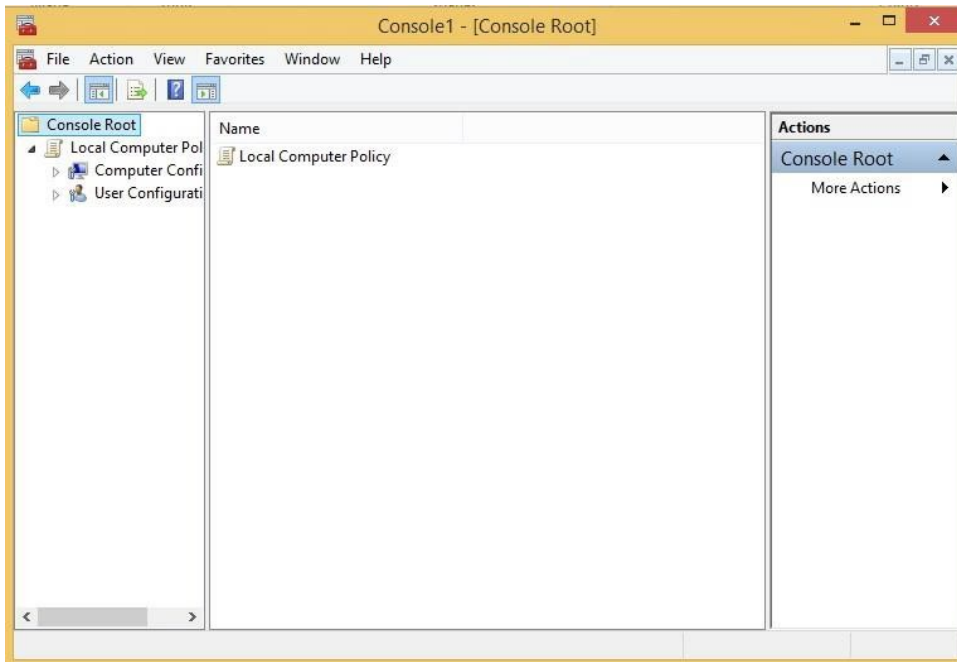 Console1 - [Console Root]
File Action View Favorites Window Help
Console Root
Local Computer Pol
Computer Confi
User Configurati
Name
Local Computer Policy
Actions
Console Root
More Actions